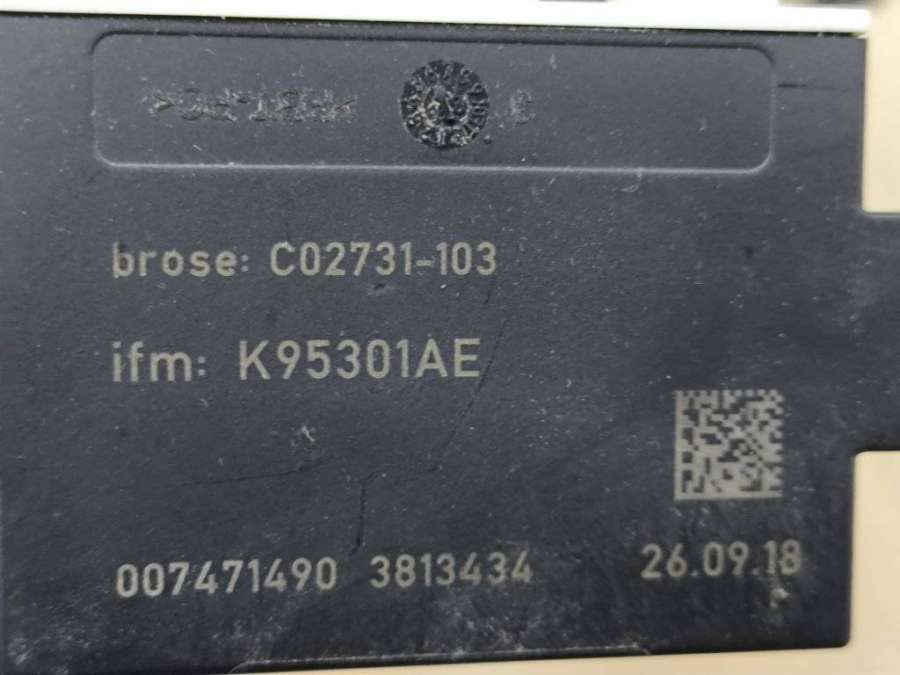 brose: C02731-103
ifm: K95301AE
007471490 3813434 26.09.18